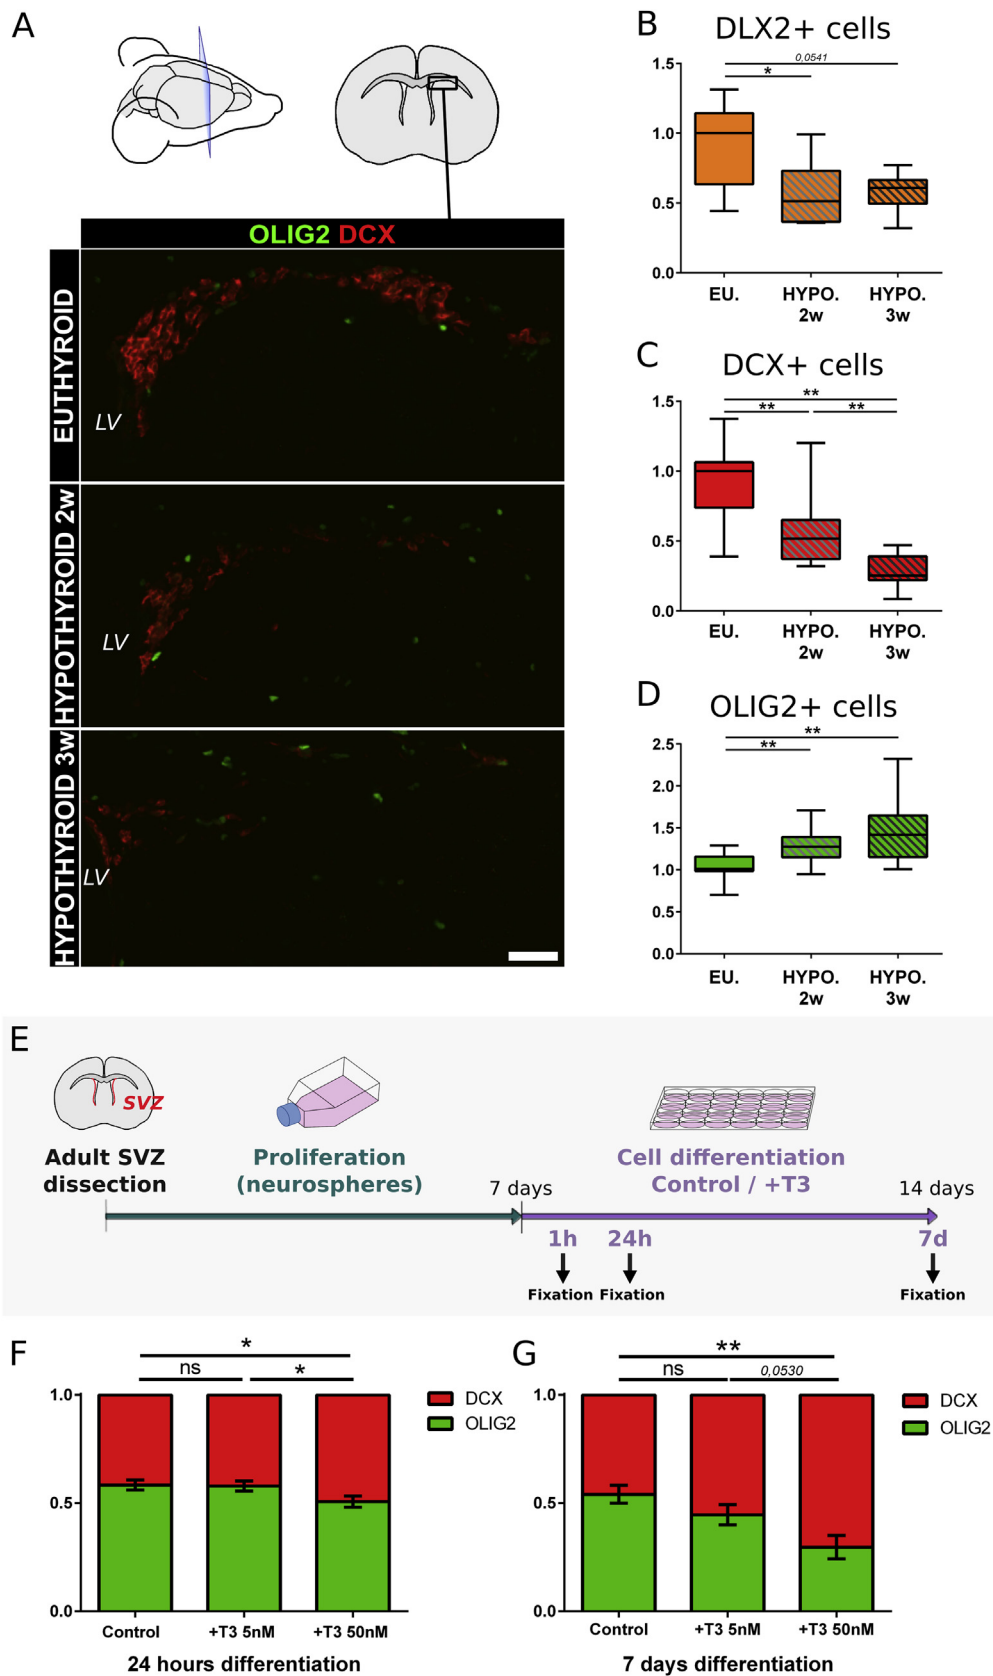 A
OLIG2 DCX
EUTHYROID
LV
HYPOTHYROID 2w
LV
HYPOTHYROID 3w
LV
B
DLX2+ cells
0,0541
*
1.5
1.0
0.5
0.0
EU.
HYPO.
2w
HYPO.
3w
C
DCX+ cells
**
** **
1.5
1.0
0.5
0.0
EU.
HYPO.
2w
HYPO.
3w
D
OLIG2+ cells
**
**
2.5
2.0
1.5
1.0
0.5
0.0
EU.
HYPO.
2w
HYPO.
3w
E
SVZ
Adult SVZ
dissection
Proliferation
(neurospheres)
7 days
Cell differentiation
Control / +T3
14 days
1h 24h 7d
Fixation Fixation Fixation
F
*
ns *
1.0
0.5
0.0
DCX
OLIG2
Control +T3 5nM +T3 50nM
24 hours differentiation
G
**
ns 0,0530
1.0
0.5
0.0
DCX
OLIG2
Control +T3 5nM +T3 50nM
7 days differentiation